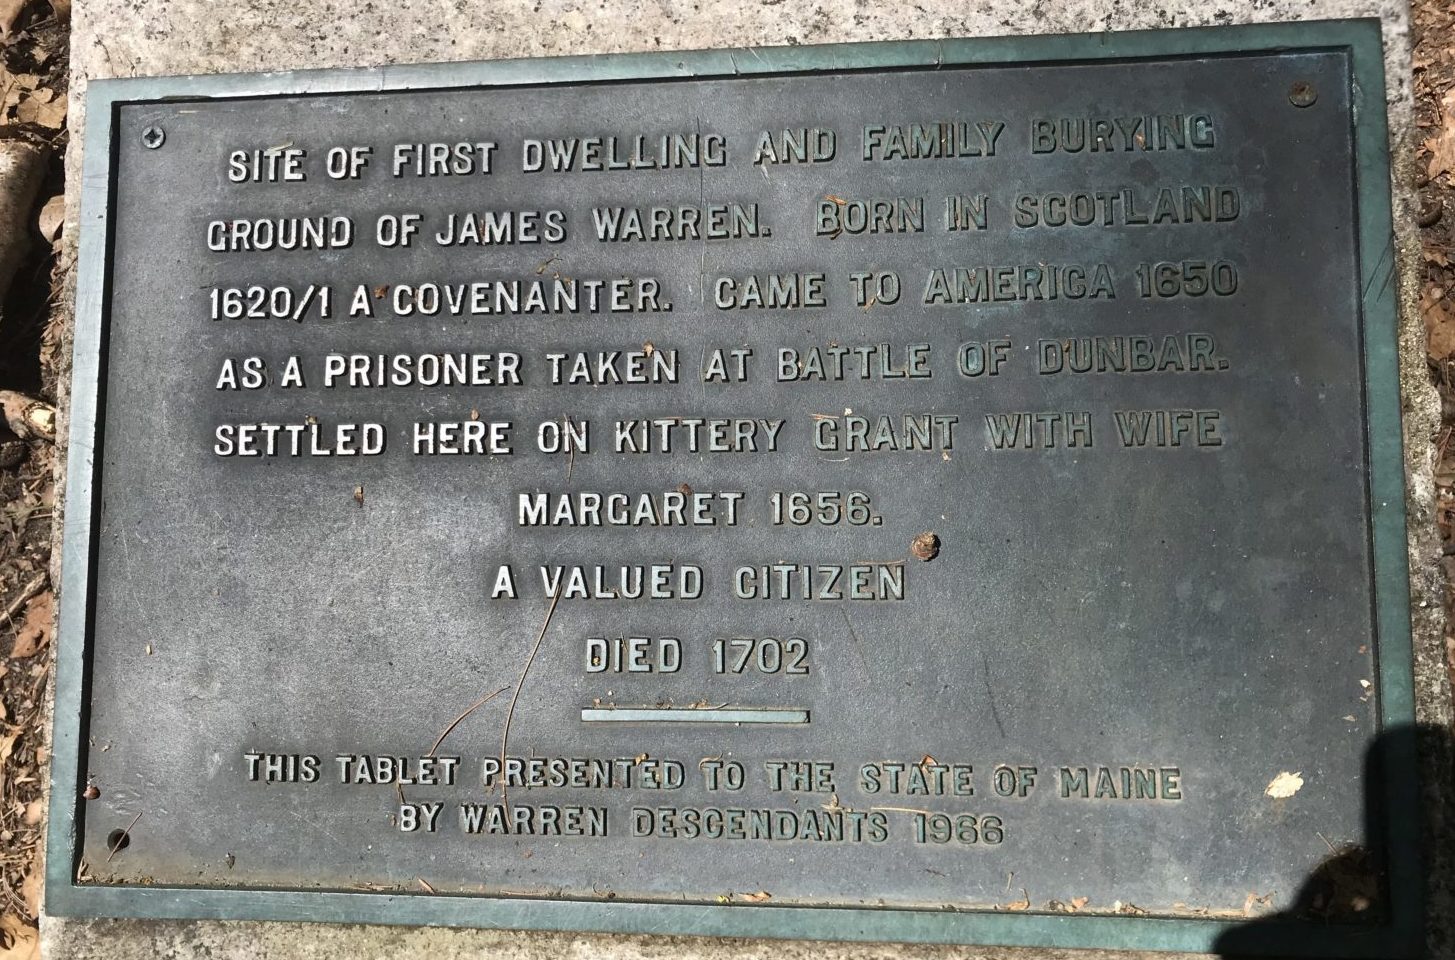 SITE OF FIRST DWELLING AND FAMILY BURYING
GROUND OF JAMES WARREN. BORN IN SCOTLAND
1620/1 A COVENANTER. CAME TO AMERICA 1650
AS A PRISONER TAKEN AT BATTLE OF DUNBAR.
SETTLED HERE ON KITTERY GRANT WITH WIFE
MARGARET 1656.
A VALUED CITIZEN
DIED 1702
THIS TABLET PRESENTED TO THE STATE OF MAINE
BY WARREN DESCENDANTS 1966